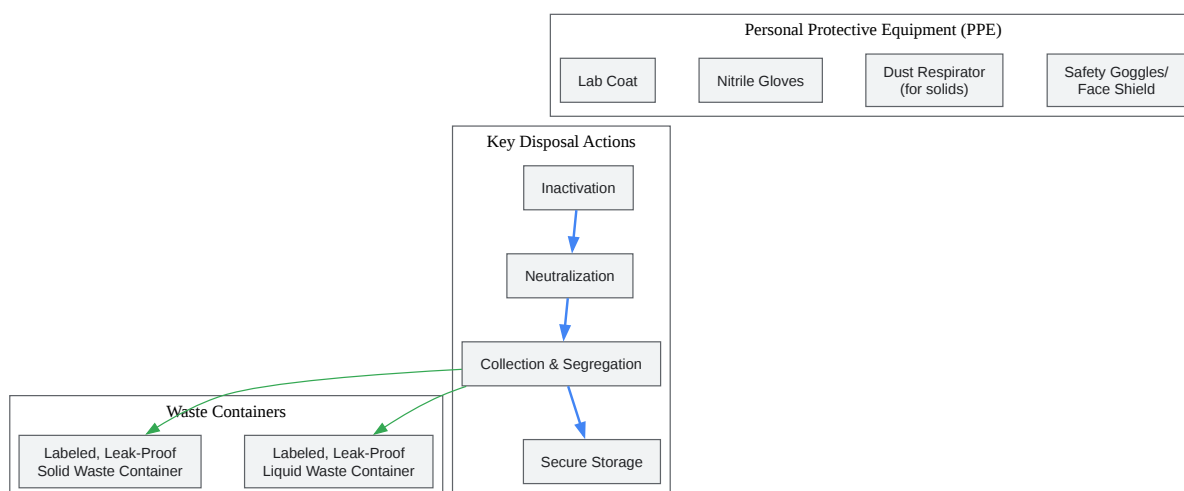 Personal Protective Equipment (PPE)
Lab Coat
Nitrile Gloves
Dust Respirator
(for solids)
Safety Goggles/
Face Shield
Key Disposal Actions
Inactivation
Neutralization
Collection & Segregation
Secure Storage
Waste Containers
Labeled, Leak-Proof
Solid Waste Container
Labeled, Leak-Proof
Liquid Waste Container